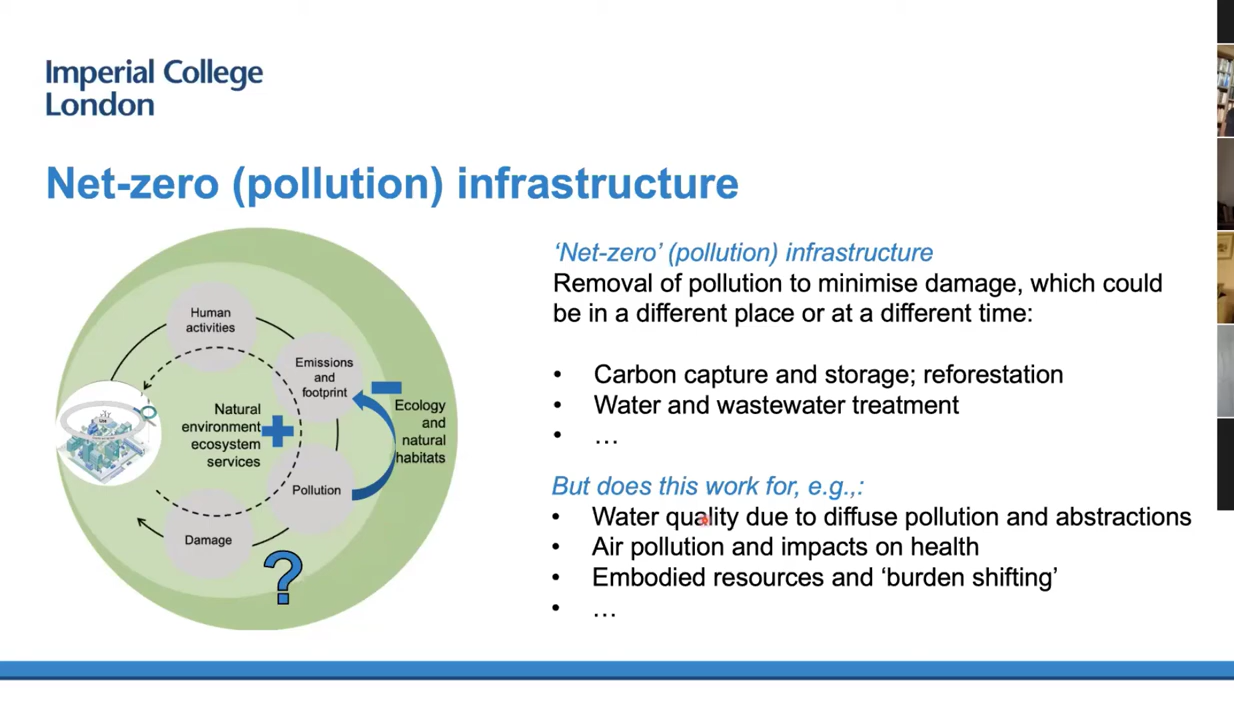 Imperial College
London
Net-zero (pollution) infrastructure
Human
activities
Emissions
and
footprint
Natural
environment
ecosystem
services
Ecology
and
natural
habitats
Pollution
Damage
?
‘Net-zero’ (pollution) infrastructure
Removal of pollution to minimise damage, which could
be in a different place or at a different time:
• Carbon capture and storage; reforestation
• Water and wastewater treatment
• …
But does this work for, e.g.,:
• Water quality due to diffuse pollution and abstractions
• Air pollution and impacts on health
• Embodied resources and ‘burden shifting’
• …